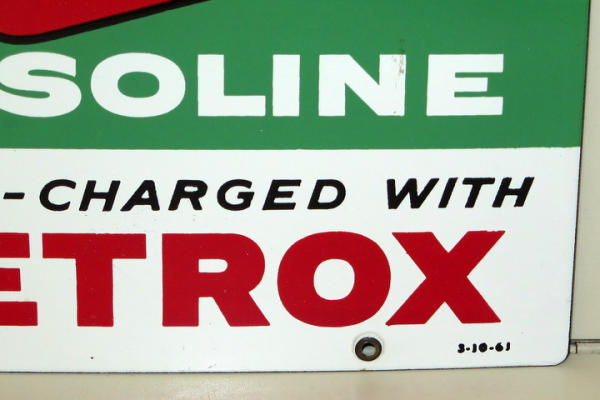 SOLINE
-CHARGED WITH
ETROX
3-10-61